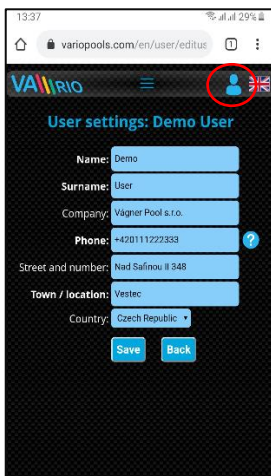 13:37
29%
variopools.com/en/user/editus
1
VARIO
User settings: Demo User
Name: Demo
Surname: User
Company: Vágner Pool s.r.o.
Phone: +420111222333 ?
Street and number: Nad Safinou II 348
Town / location: Vestec
Country: Czech Republic
Save Back